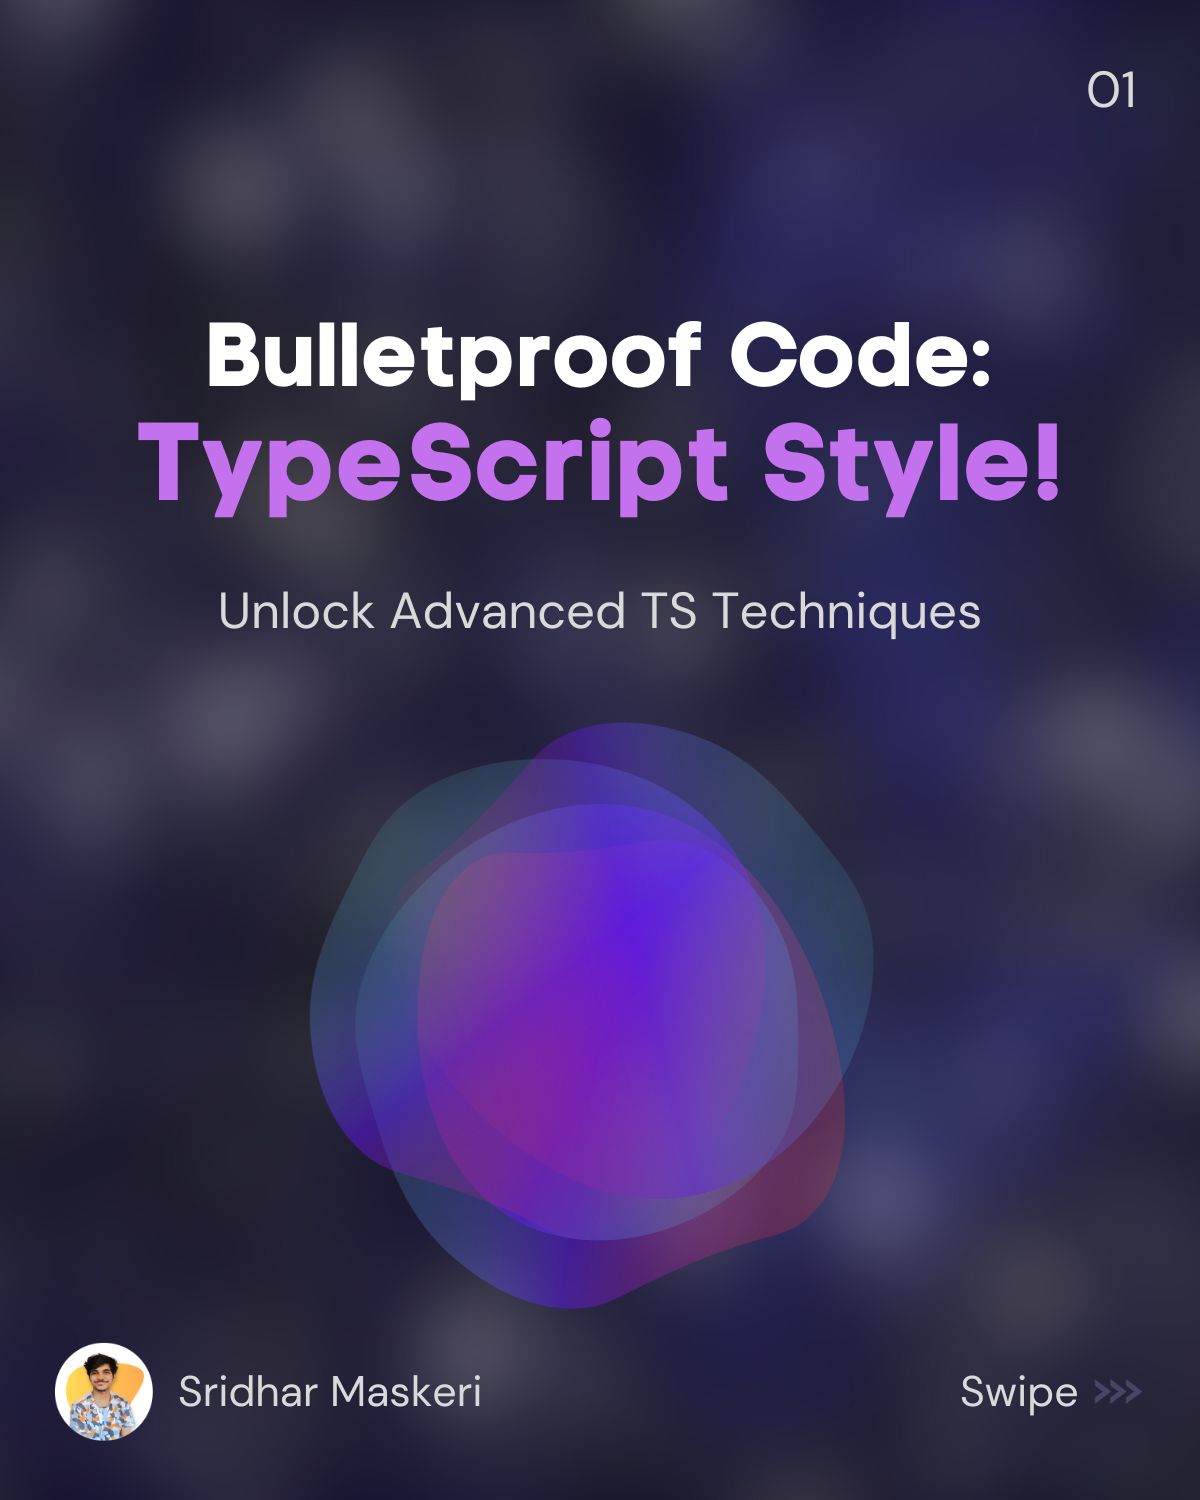 01
Bulletproof Code:
TypeScript Style!
Unlock Advanced TS Techniques
Sridhar Maskeri
Swipe >>>